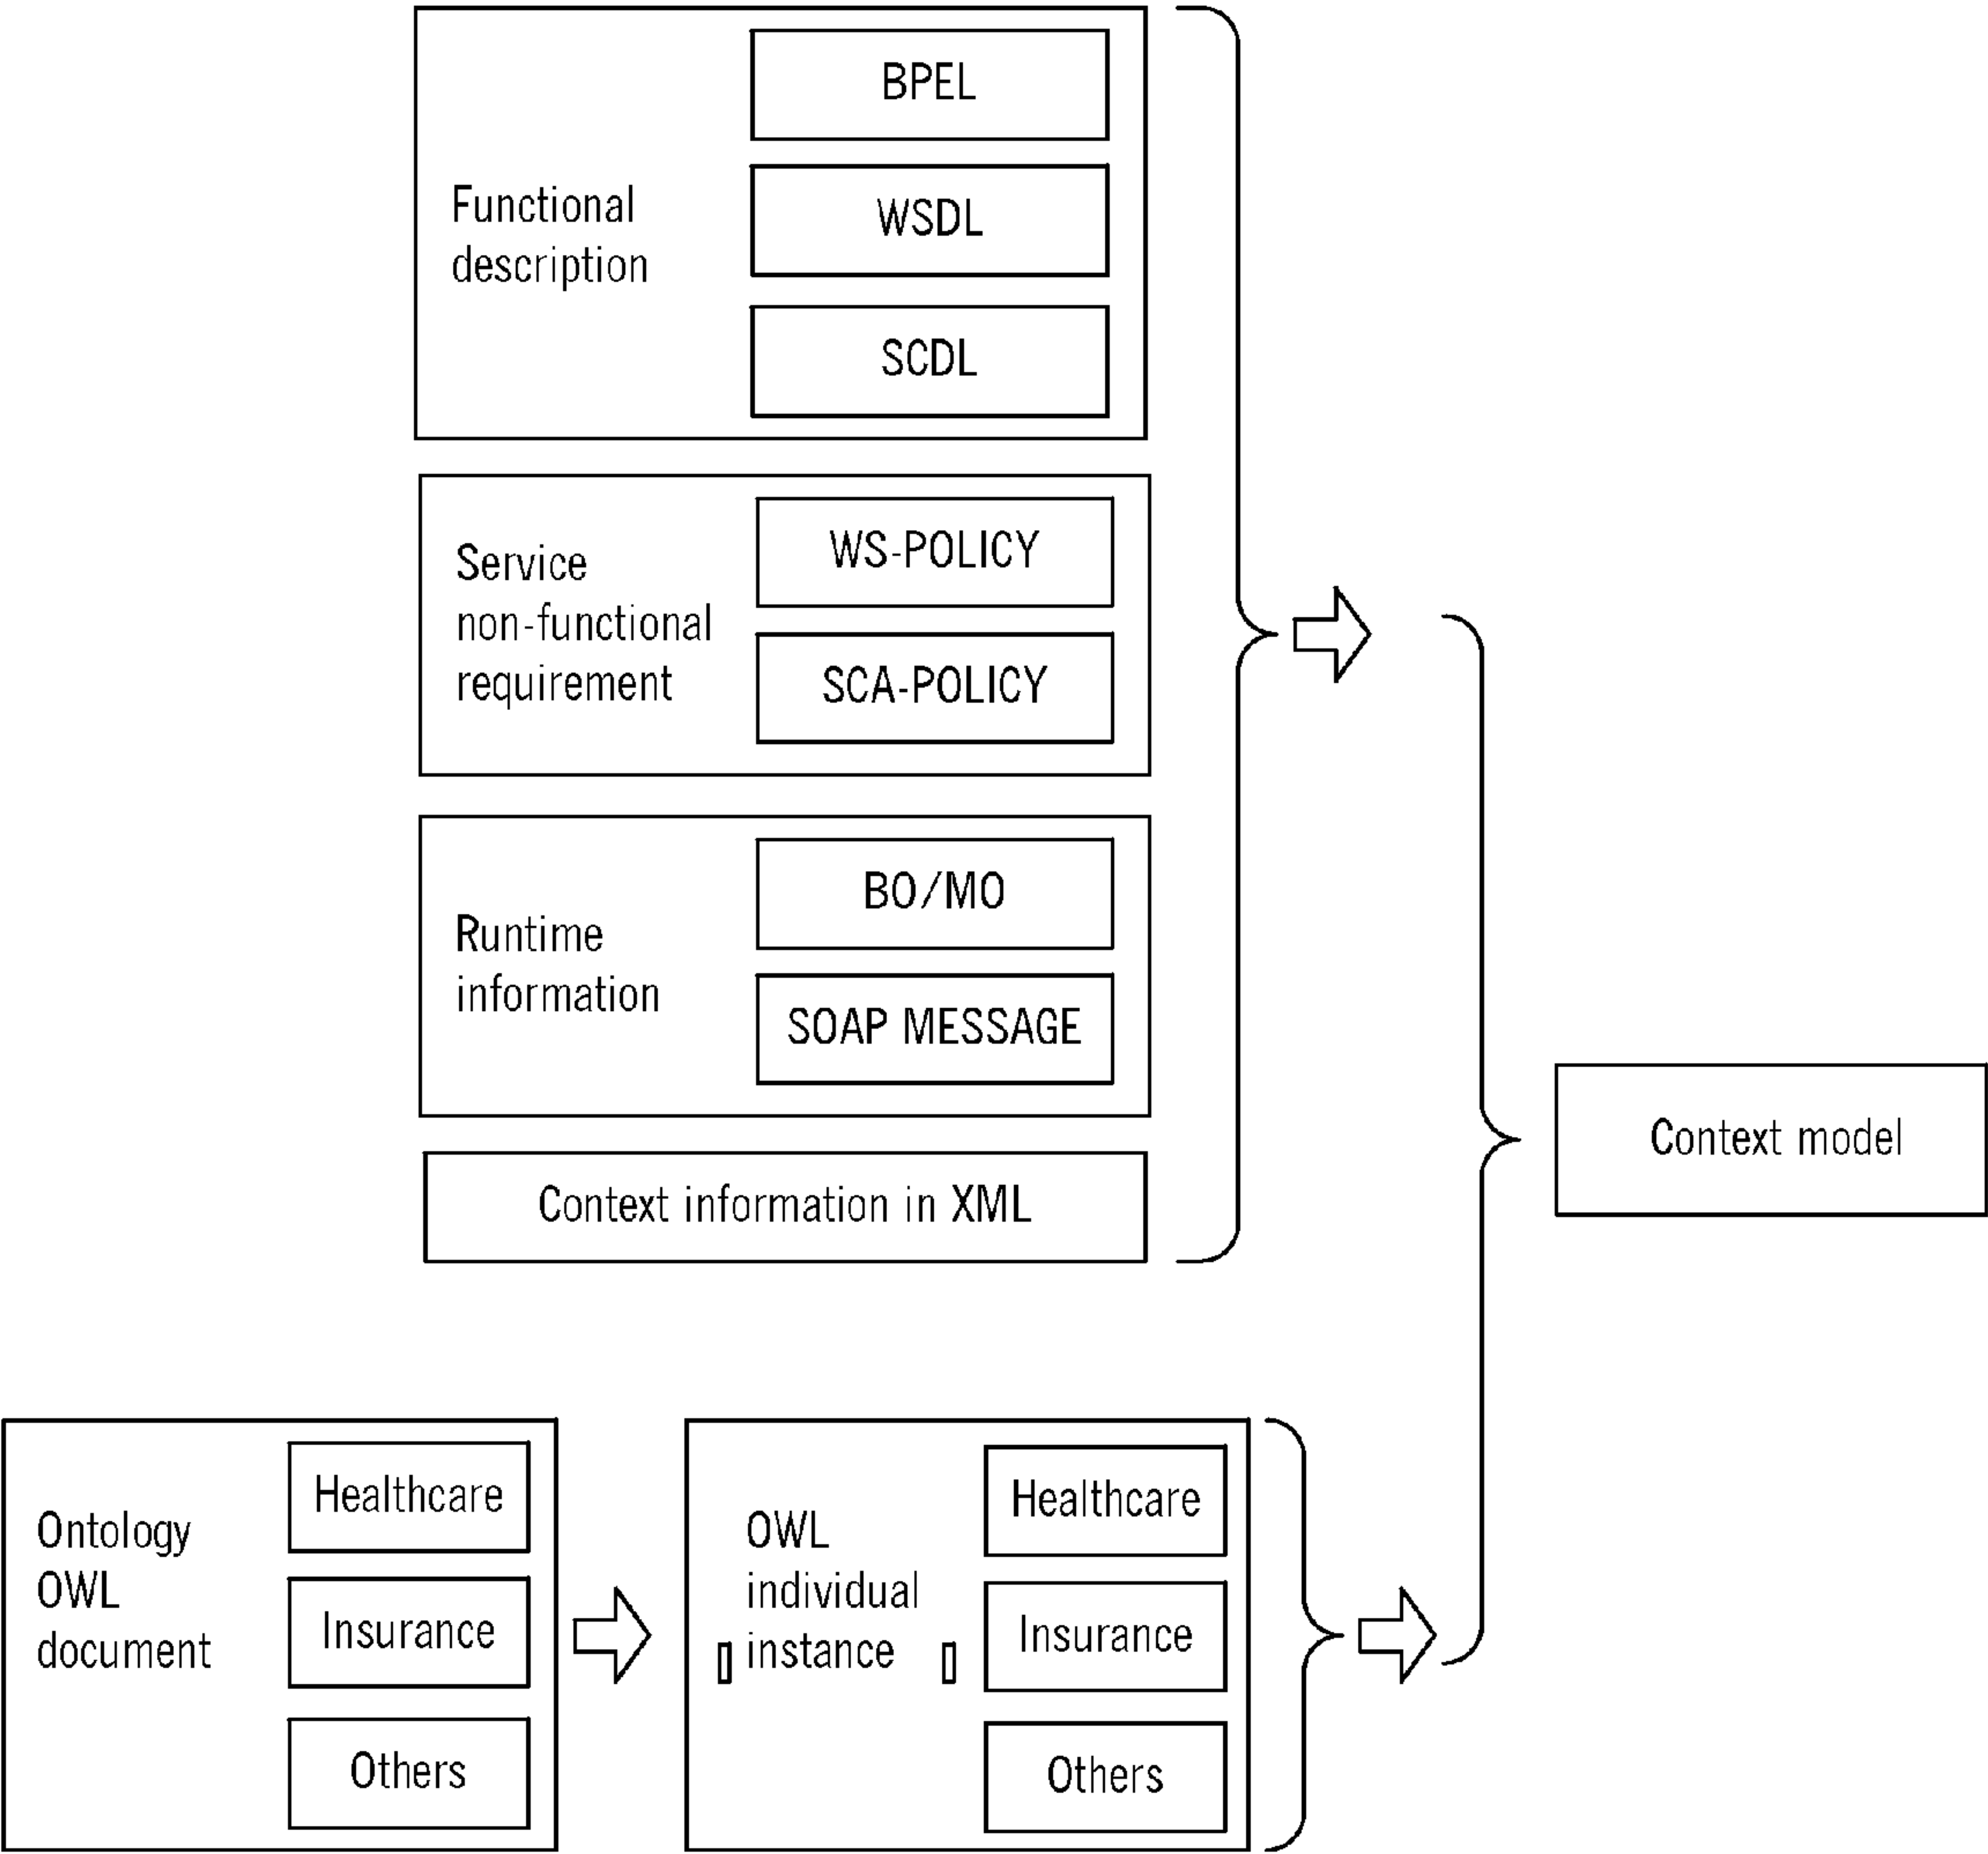 BPEL
Functional
description
WSDL
SCDL
Service
non-functional
requirement
WS-POLICY
SCA-POLICY
Runtime
information
BO/MO
SOAP MESSAGE
Context information in XML
Context model
Ontology
OWL
document
Healthcare
Insurance
Others
OWL
individual
instance
Healthcare
Insurance
Others